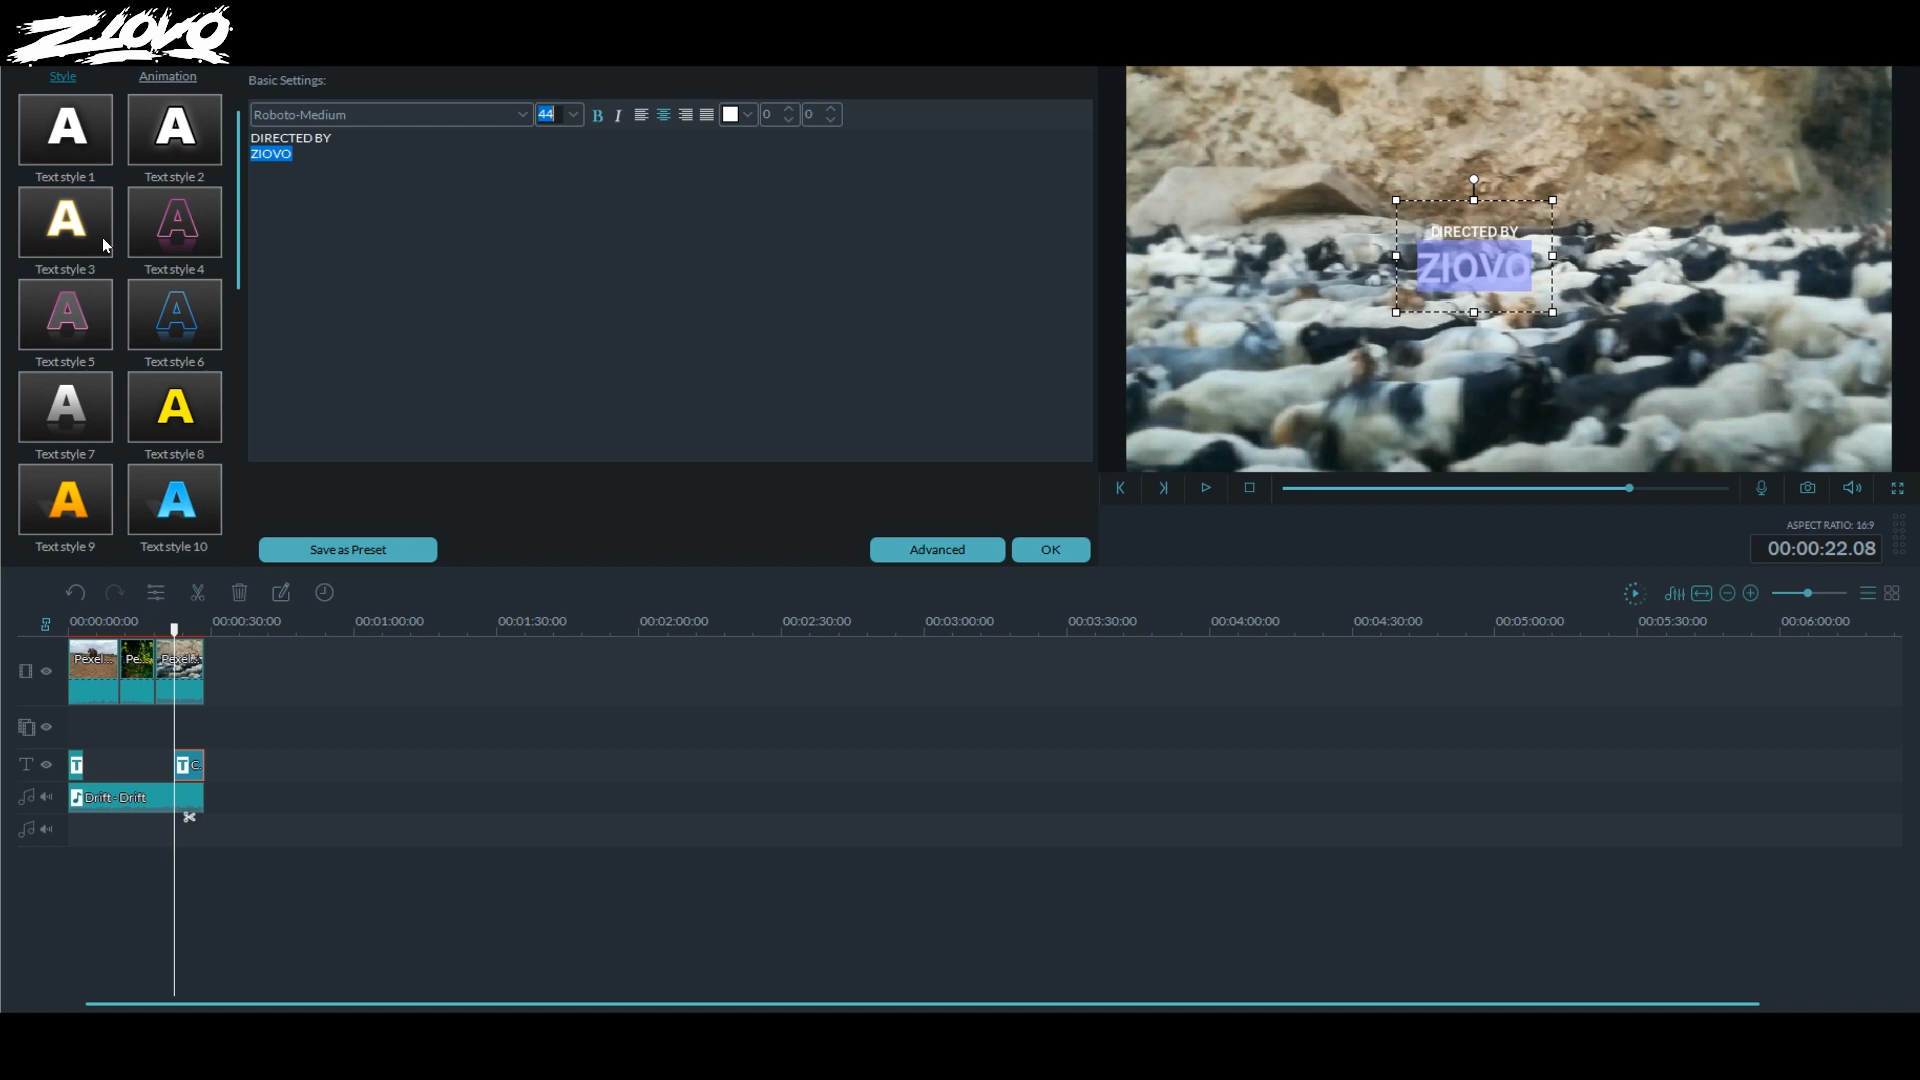 ZIOVO
Style Animation
Basic Settings:
Roboto-Medium 44 B I 0 0
DIRECTED BY
ZIOVO
A A
Text style 1 Text style 2
A A
Text style 3 Text style 4
A A
Text style 5 Text style 6
A A
Text style 7 Text style 8
A A
Text style 9 Text style 10
Save as Preset Advanced OK
DIRECTED BY
ZIOVO
ASPECT RATIO: 16:9
00:00:22.08
00:00:00:00 00:00:30:00 00:01:00:00 00:01:30:00 00:02:00:00 00:02:30:00 00:03:00:00 00:03:30:00 00:04:00:00 00:04:30:00 00:05:00:00 00:05:30:00 00:06:00:00
Pexel... Pe... Pexel...
T T T C.
Drift - Drift